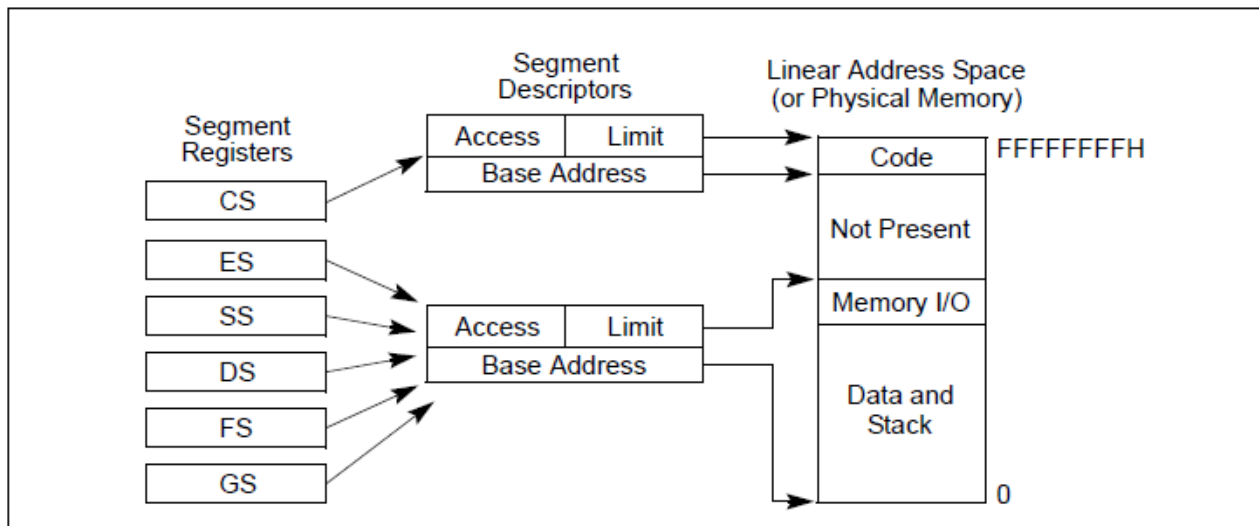 Segment
Registers
CS
ES
SS
DS
FS
GS
Segment
Descriptors
Access
Limit
Base Address
Access
Limit
Base Address
Linear Address Space
(or Physical Memory)
Code
FFFFFFFFH
Not Present
Memory I/O
Data and
Stack
0